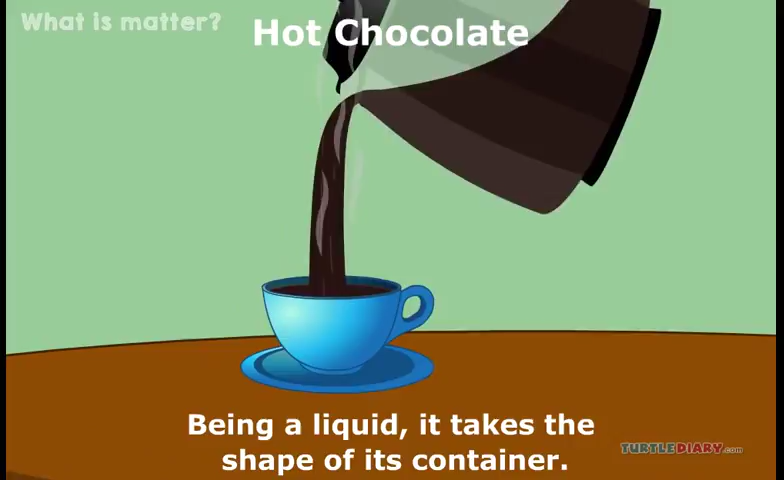 What is matter?
Hot Chocolate
Being a liquid, it takes the
shape of its container.
TURTLEDIARY.com